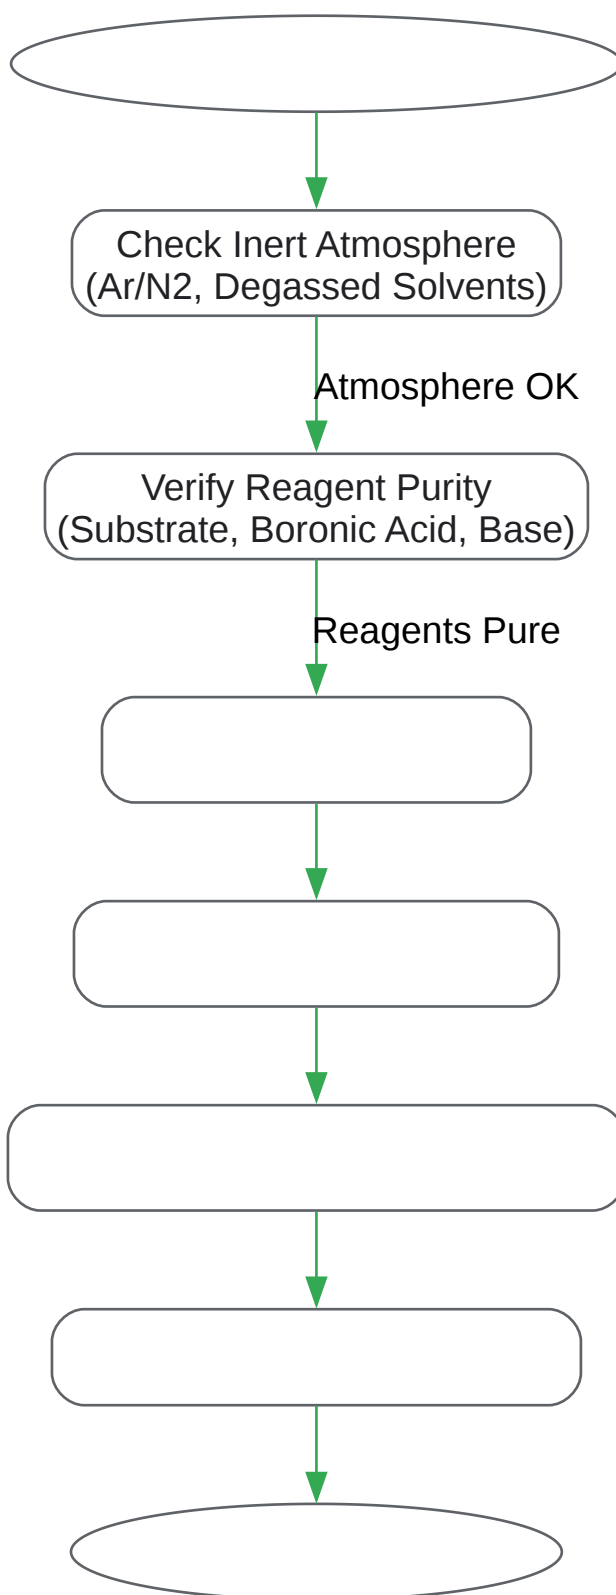 Check Inert Atmosphere
(Ar/N2, Degassed Solvents)
Atmosphere OK
Verify Reagent Purity
(Substrate, Boronic Acid, Base)
Reagents Pure